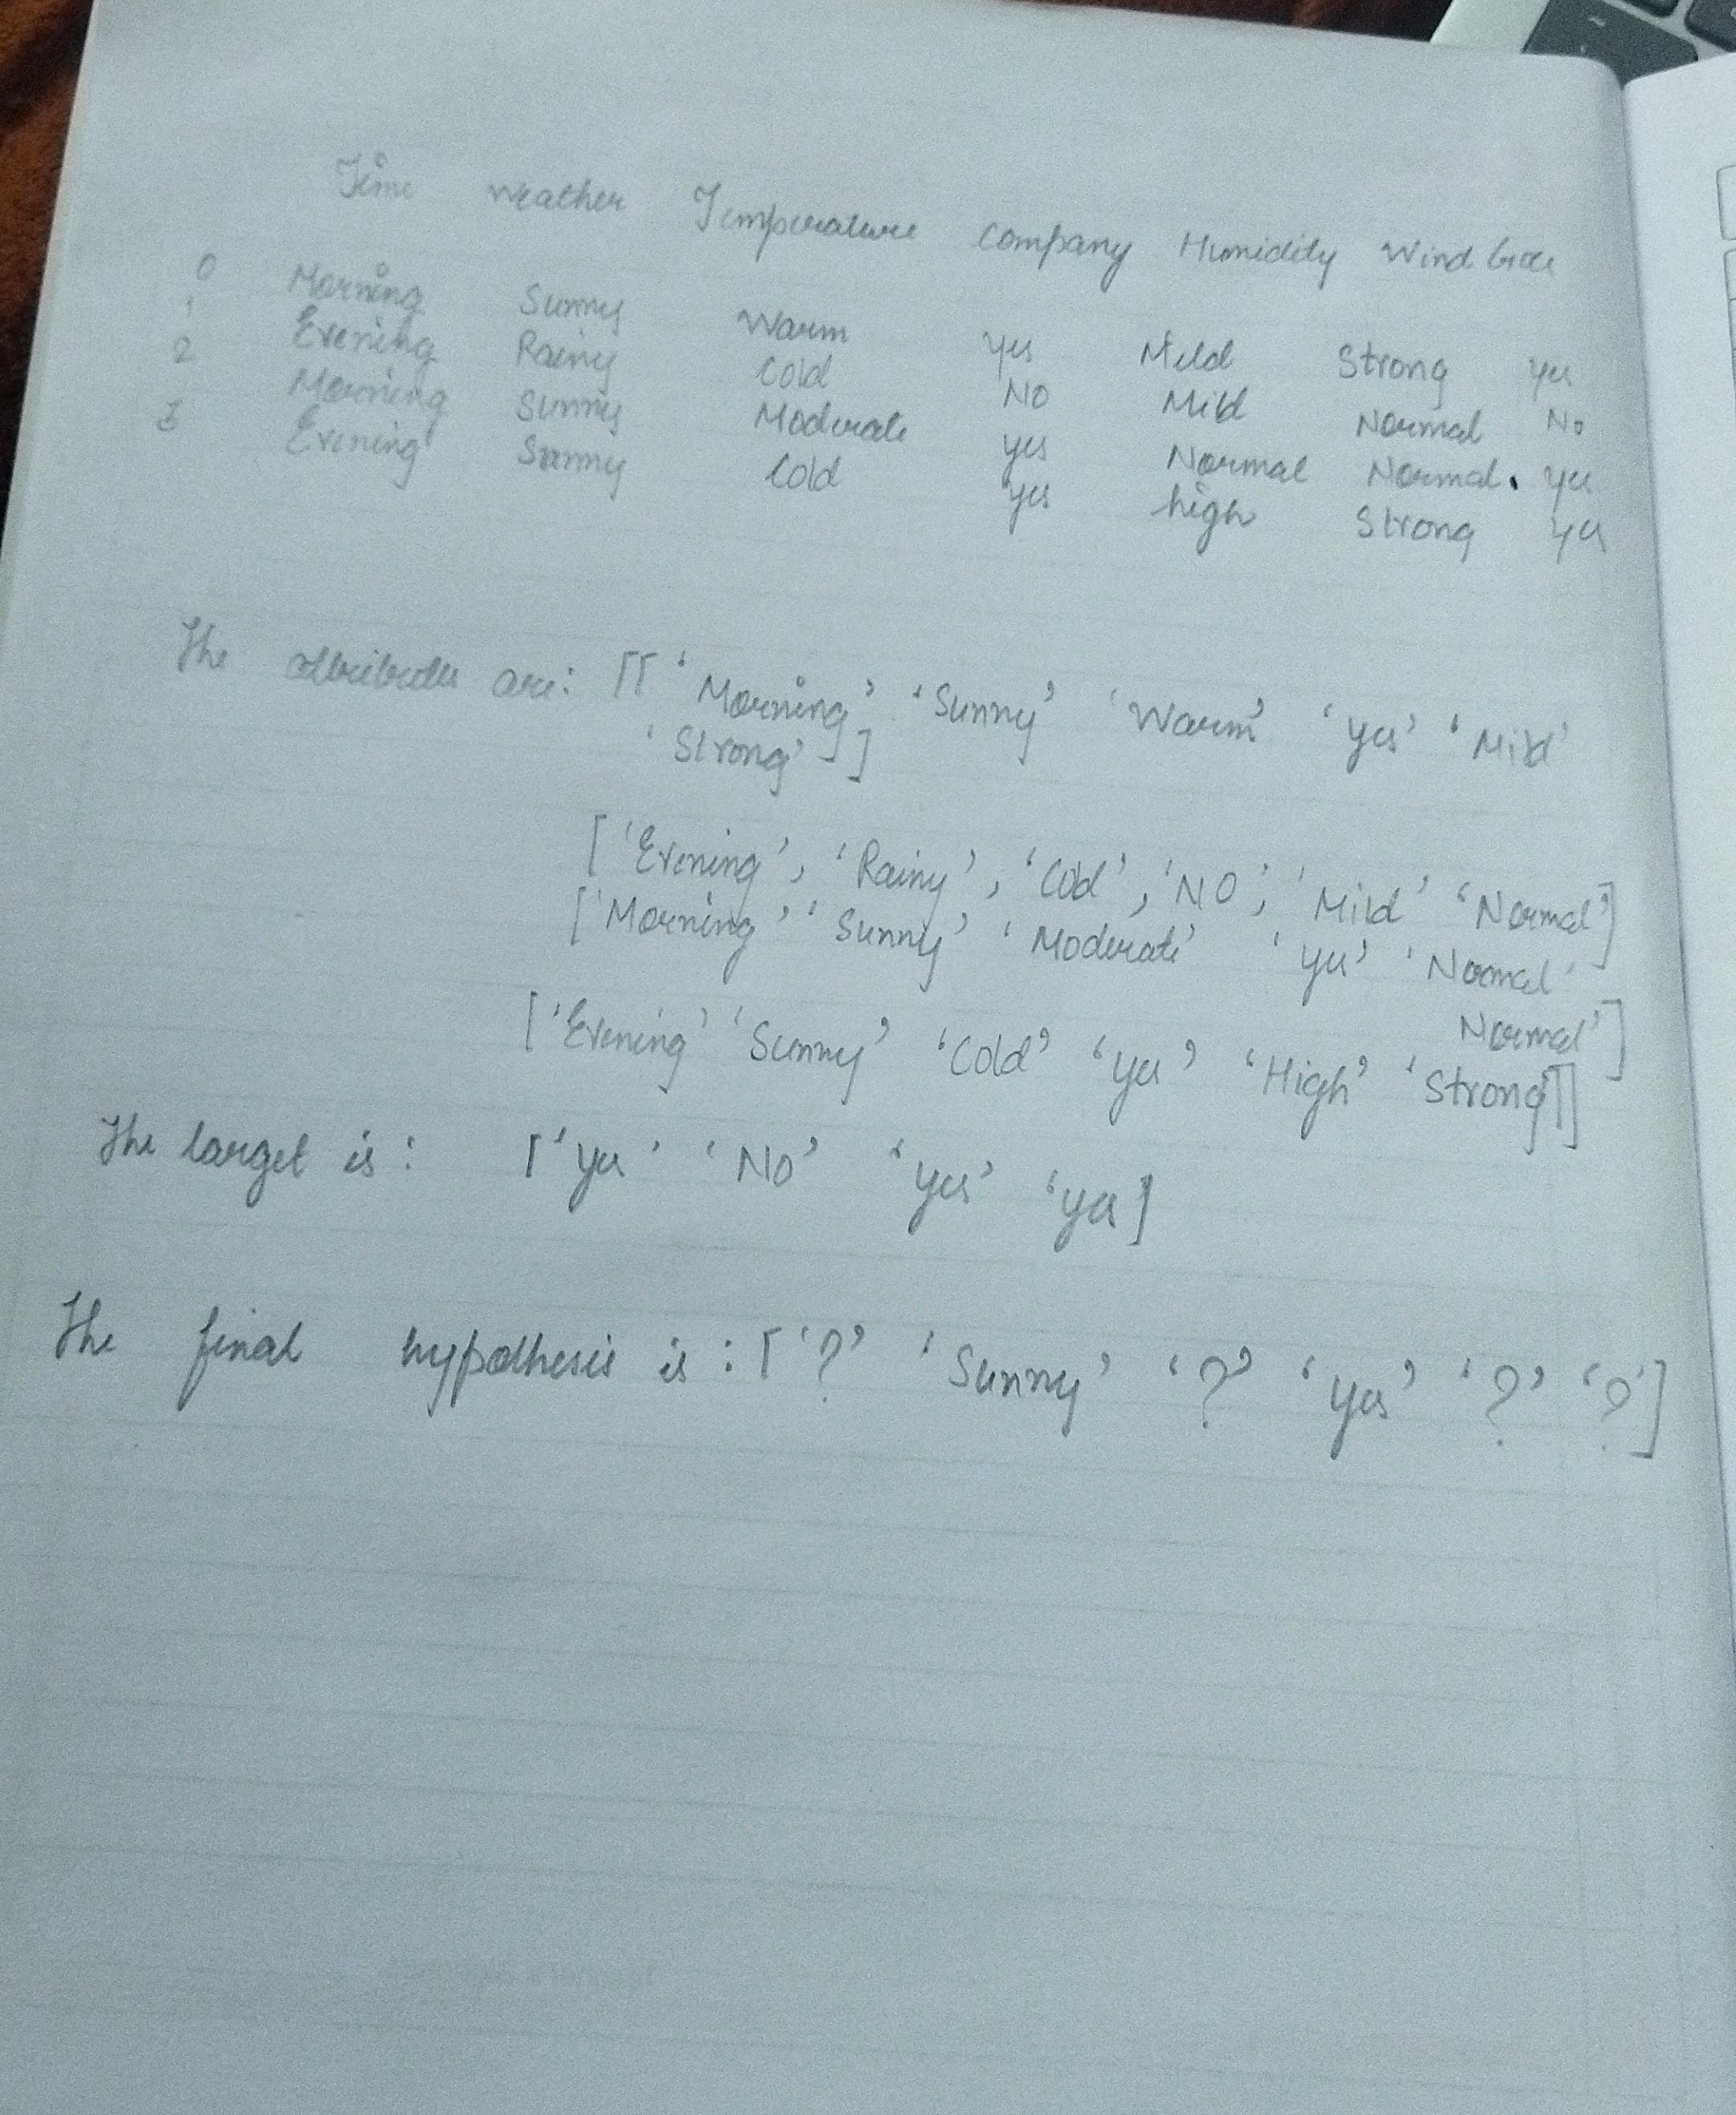 Time Weather Temperature Company Humidity Wind
0 Morning Sunny Warm yes Mild Strong yes
1 Evening Rainy Cold NO Mild Normal No
2 Morning Sunny Moderate yes Normal Normal. yes
3 Evening Sunny Cold yes high Strong yes
The attributes are: [[ 'Morning' 'Sunny' 'Warm' 'yes' 'Mild'
'Strong']]
['Evening', 'Rainy', 'Cold', 'NO', 'Mild' 'Normal']
['Morning' 'Sunny' 'Moderate' 'yes' 'Normal'
Normal']
['Evening' 'Sunny' 'Cold' 'yes' 'High' 'Strong]]
The target is: ['yes' 'No' 'yes' 'yes]
The final hypothesis is: ['?' 'Sunny' '?' 'yes' '?' '?']